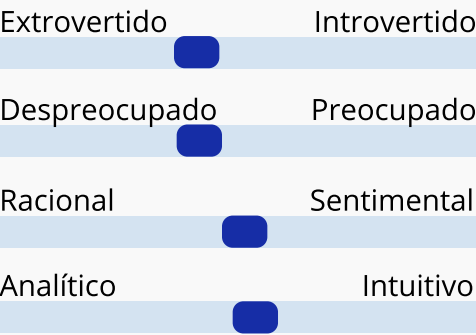 Extrovertido Introvertido
Despreocupado Preocupado
Racional Sentimental
Analítico Intuitivo